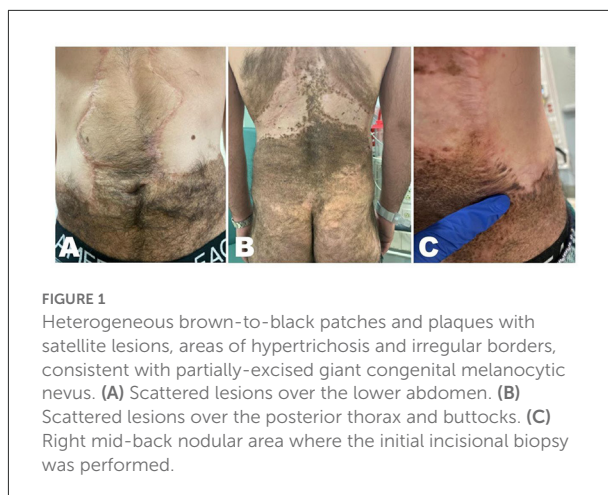 A
B
C
FIGURE 1
Heterogeneous brown-to-black patches and plaques with
satellite lesions, areas of hypertrichosis and irregular borders,
consistent with partially-excised giant congenital melanocytic
nevus. (A) Scattered lesions over the lower abdomen. (B)
Scattered lesions over the posterior thorax and buttocks. (C)
Right mid-back nodular area where the initial incisional biopsy
was performed.